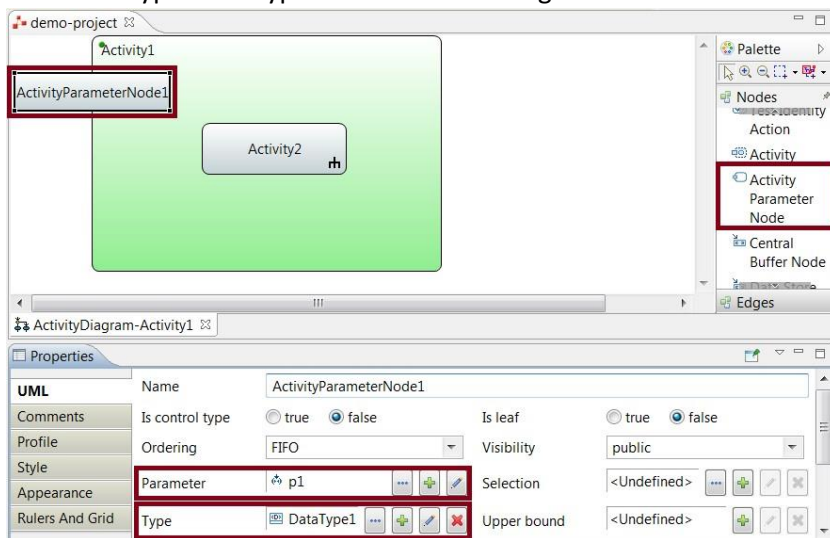 demo-project
Activity1
ActivityParameterNode1
Activity2
Palette
Nodes
Action
Activity
Activity
Parameter
Node
Central
Buffer Node
Edges
ActivityDiagram-Activity1
Properties
UML
Comments
Profile
Style
Appearance
Rulers And Grid
Name ActivityParameterNode1
Is control type true false Is leaf true false
Ordering FIFO Visibility public
Parameter p1 Selection <Undefined>
Type DataType1 Upper bound <Undefined>